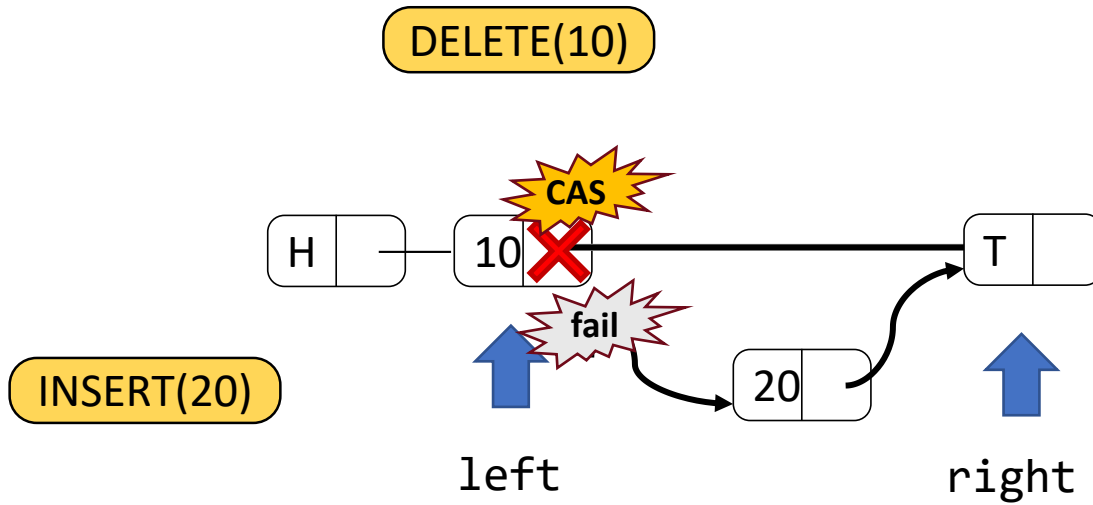 DELETE(10)
CAS
H
10
T
fail
INSERT(20)
20
left
right